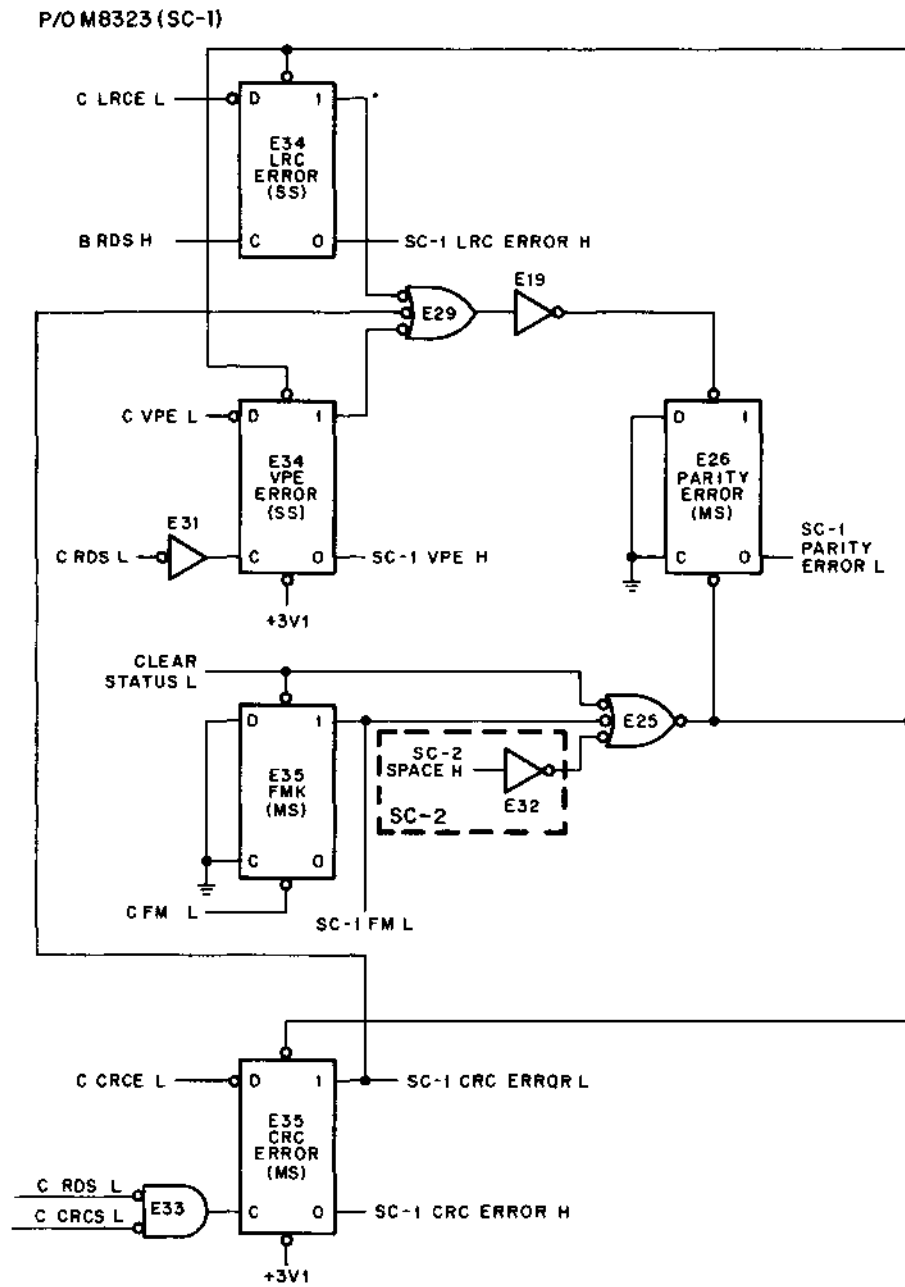 P/O M8323 (SC-1)
C LRCE L
D 1
E34
LRC
ERROR
(SS)
B RDS H
C 0
SC-1 LRC ERROR H
E29
E19
C VPE L
D 1
E34
VPE
ERROR
(SS)
E31
C RDS L
C 0
SC-1 VPE H
+3V1
D 1
E26
PARITY
ERROR
(MS)
C 0
SC-1
PARITY
ERROR L
CLEAR
STATUS L
D 1
E35
FMK
(MS)
C 0
C FM L
SC-1 FM L
SC-2
SPACE H
E32
SC-2
E25
C CRCE L
D 1
SC-1 CRC ERROR L
E35
CRC
ERROR
(MS)
C RDS L
C CRCS L
E33
C 0
SC-1 CRC ERROR H
+3V1